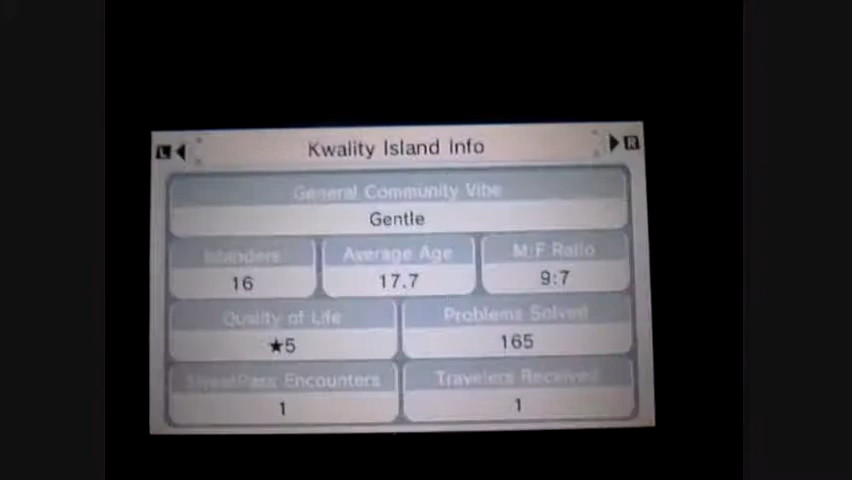 L Kwality Island Info R
General Community Vibe
Gentle
Islanders Average Age M:F Ratio
16 17.7 9:7
Quality of Life Problems Solved
★5 165
StreetPass Encounters Travelers Received
1 1